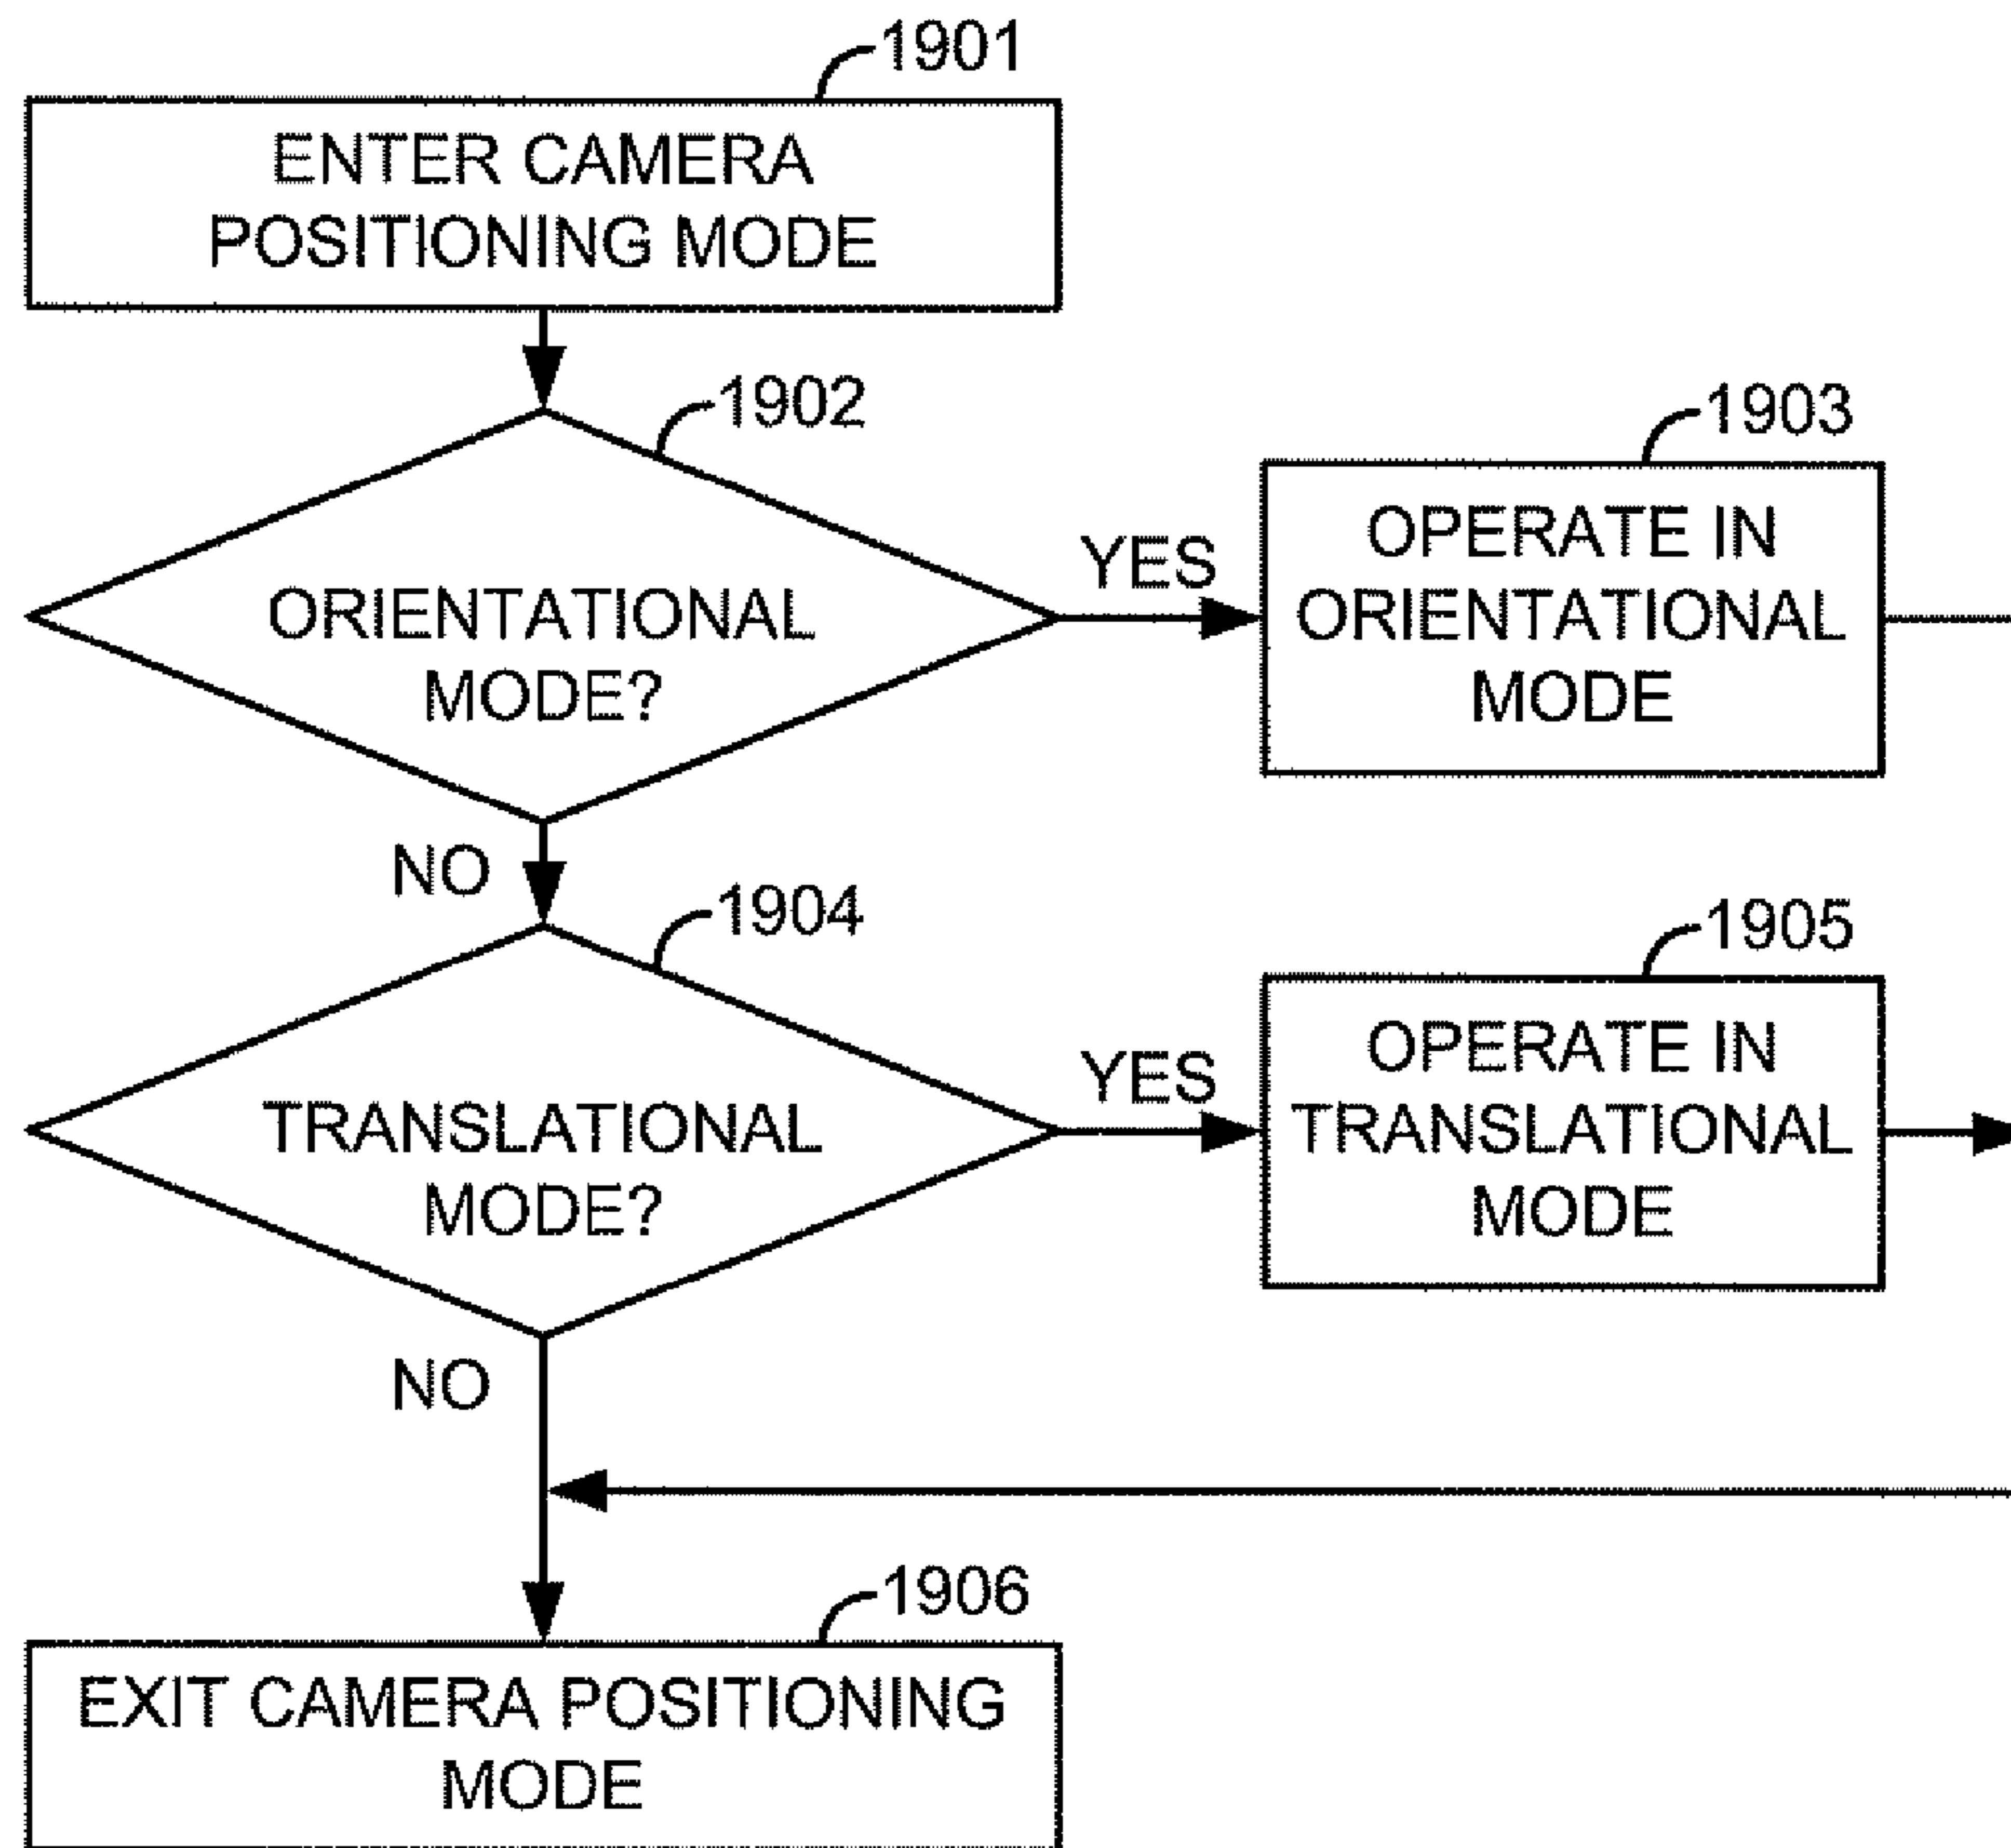 1901
ENTER CAMERA
POSITIONING MODE
1902
ORIENTATIONAL
MODE?
YES
1903
OPERATE IN
ORIENTATIONAL
MODE
NO
1904
TRANSLATIONAL
MODE?
YES
1905
OPERATE IN
TRANSLATIONAL
MODE
NO
1906
EXIT CAMERA POSITIONING
MODE